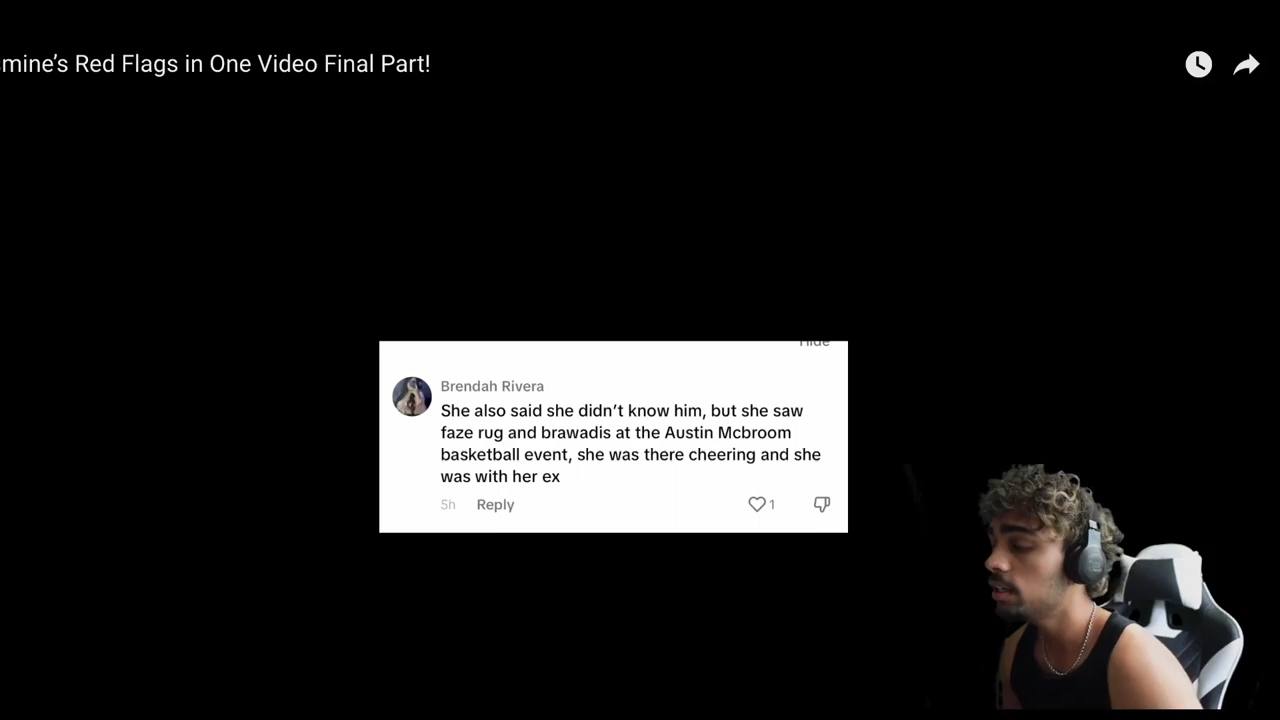 mine’s Red Flags in One Video Final Part!
Hide
Brendah Rivera
She also said she didn’t know him, but she saw
faze rug and brawadis at the Austin Mcbroom
basketball event, she was there cheering and she
was with her ex
5h Reply 1